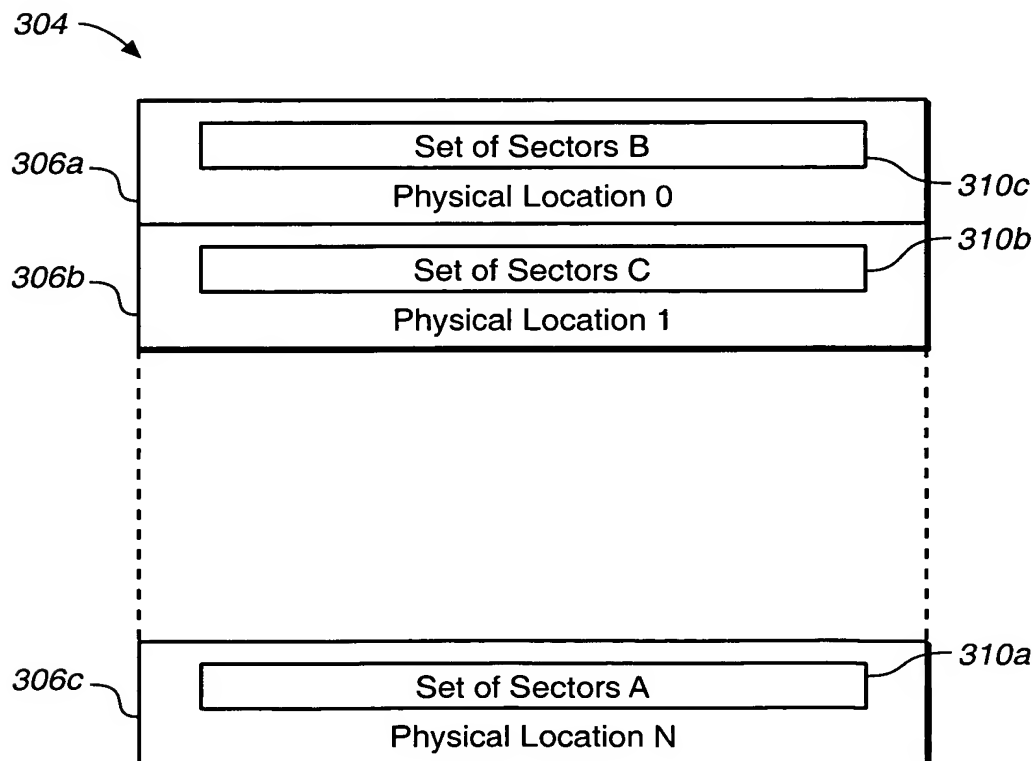 304
Set of Sectors B
306a
310c
Physical Location 0
310b
Set of Sectors C
306b
Physical Location 1
310a
Set of Sectors A
306c
Physical Location N